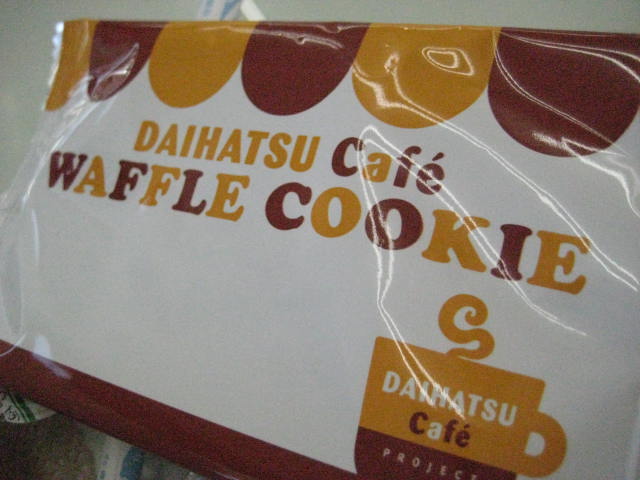 DAIHATSU Café
WAFFLE COOKIE
DAIHATSU
Café
PROJECT